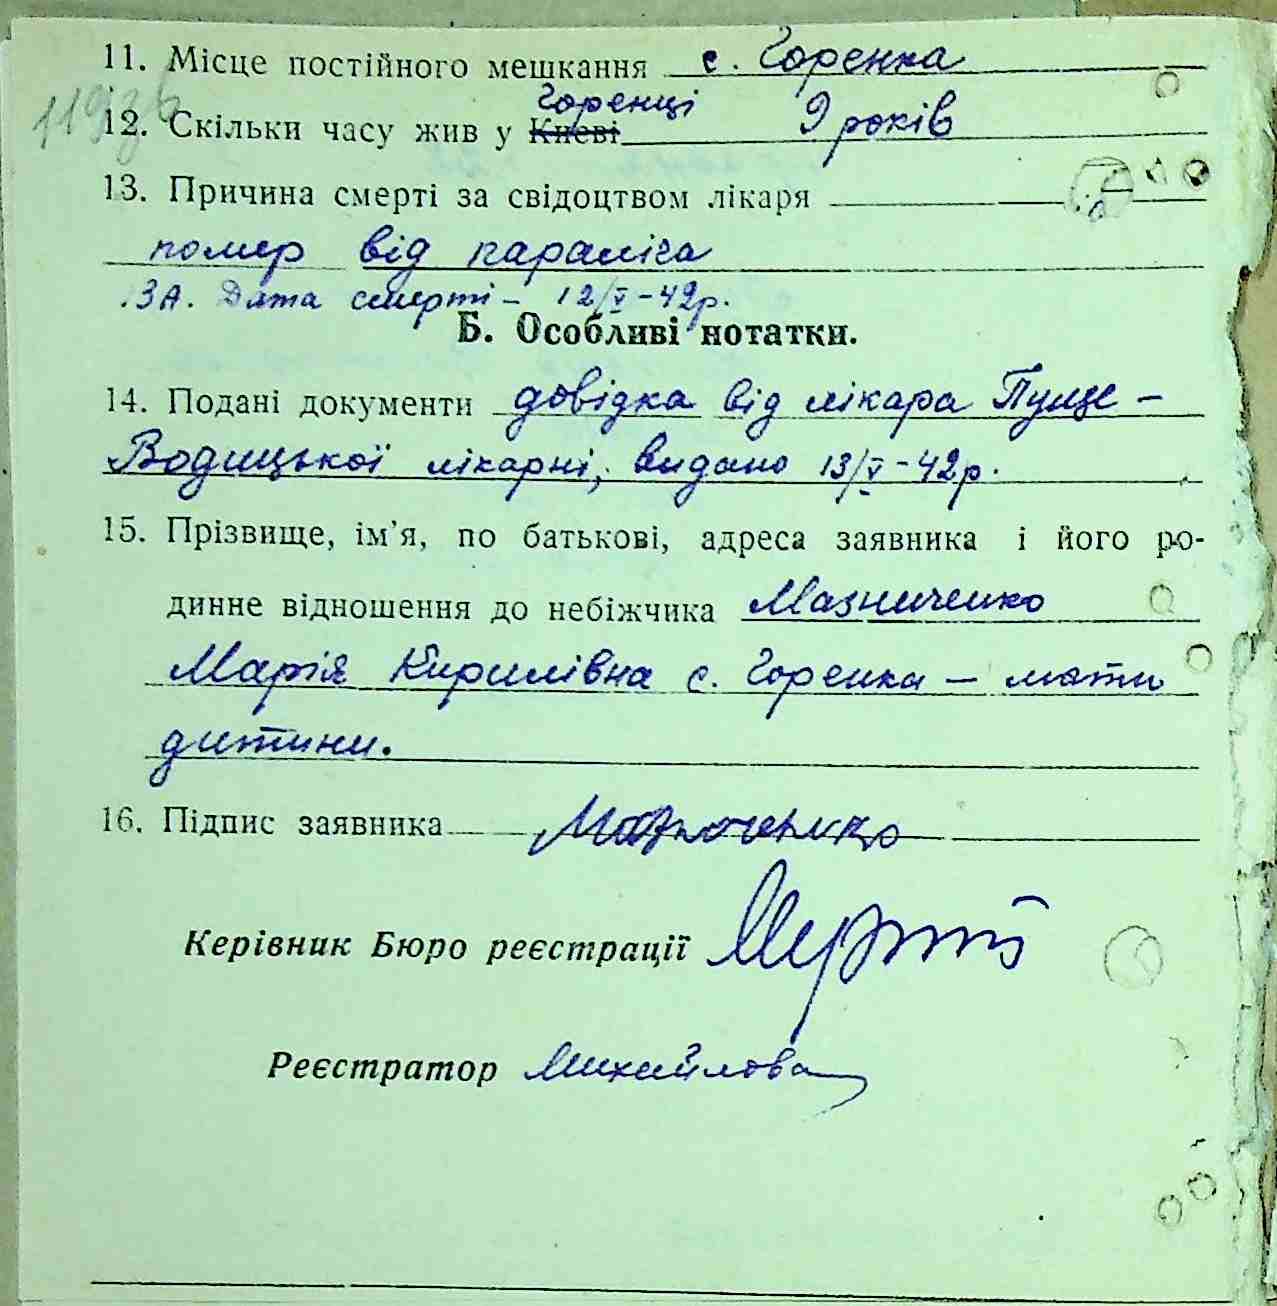 11. Місце постійного мешкання с. Горенка
Горенці
12. Скільки часу жив у Києві 9 років
13. Причина смерті за свідоцтвом лікаря
помер від параліча
13А. Дата смерті – 12/V – 42р.
Б. Особливі нотатки.
14. Подані документи довідка від лікара Пуще –
Водицької лікарні, видано 13/V – 42р.
15. Прізвище, ім’я, по батькові, адреса заявника і його ро-
динне відношення до небіжчика Мазниченко
Марія Кирилівна с. Горенка – мати
дитини.
16. Підпис заявника Мазниченко
Керівник Бюро реєстрації
Реєстратор Михайлова